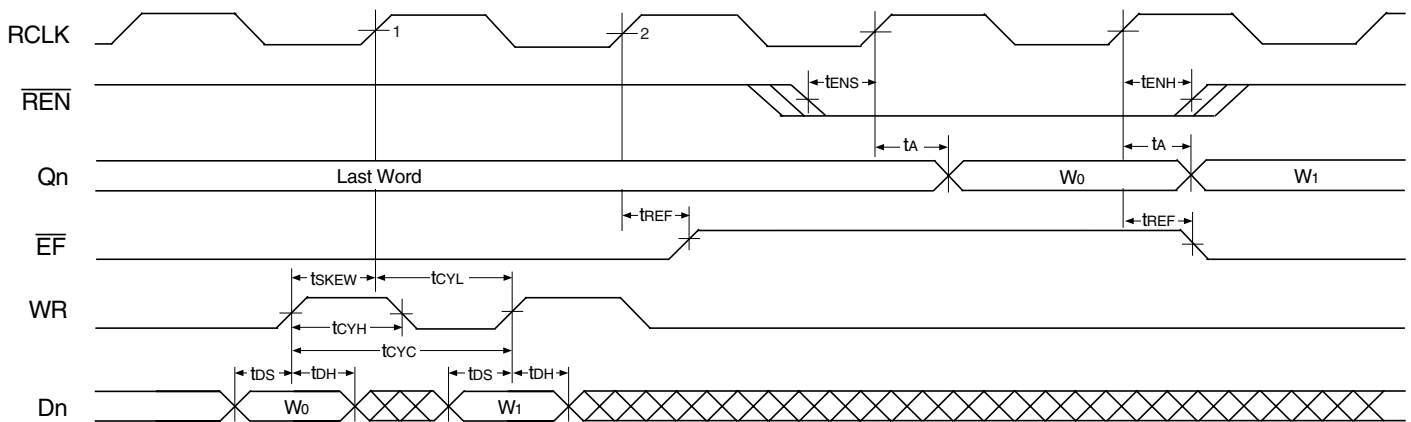 RCLK 1 2
tENS tENH
REN
tA tA
Qn Last Word W0 W1
tREF tREF
EF
tSKEW tCYL
WR
tCYH
tCYC
tDS tDH tDS tDH
Dn W0 W1